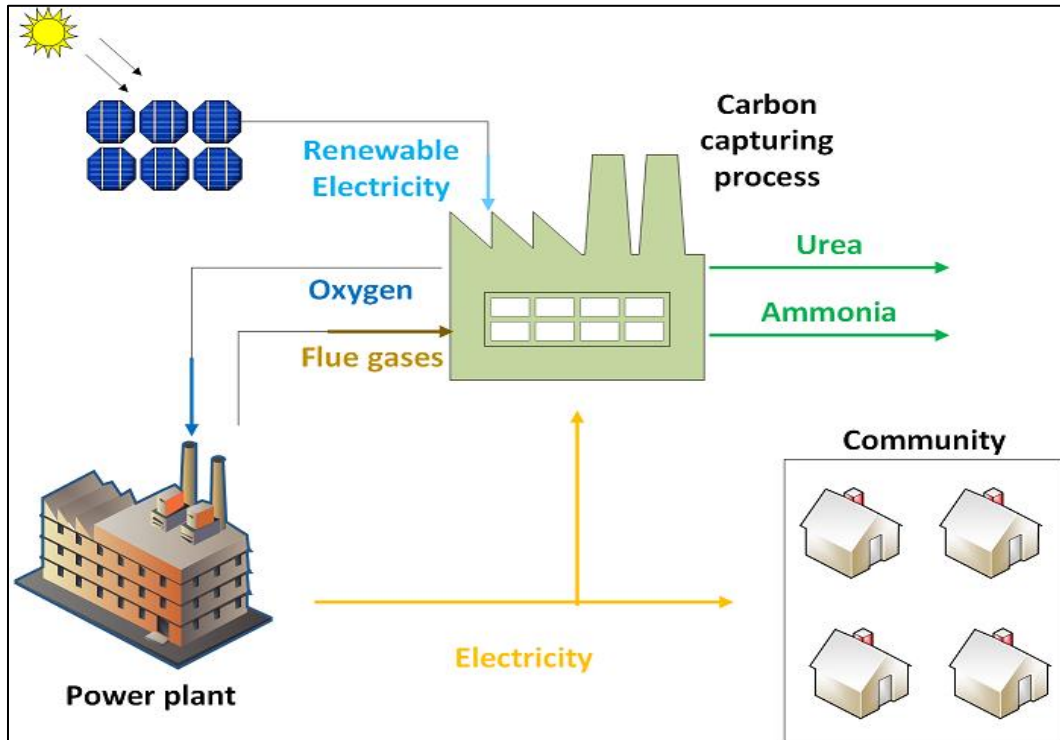 Carbon
capturing
process
Renewable
Electricity
Urea
Oxygen
Ammonia
Flue gases
Community
Electricity
Power plant